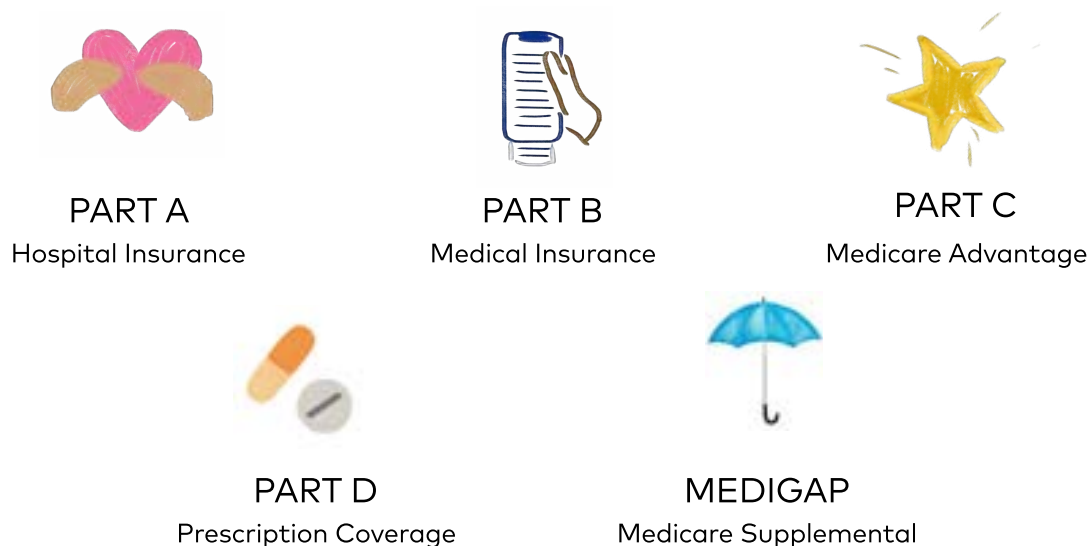 PART A
Hospital Insurance
PART B
Medical Insurance
PART C
Medicare Advantage
PART D
Prescription Coverage
MEDIGAP
Medicare Supplemental